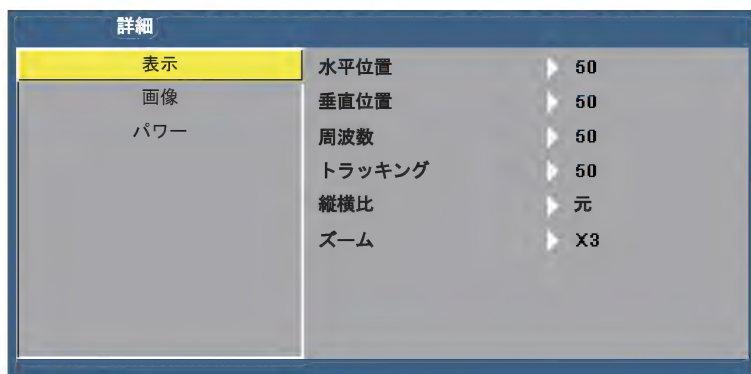 詳細
表示
画像
パワー
水平位置 50
垂直位置 50
周波数 50
トラッキング 50
縦横比 元
ズーム X3